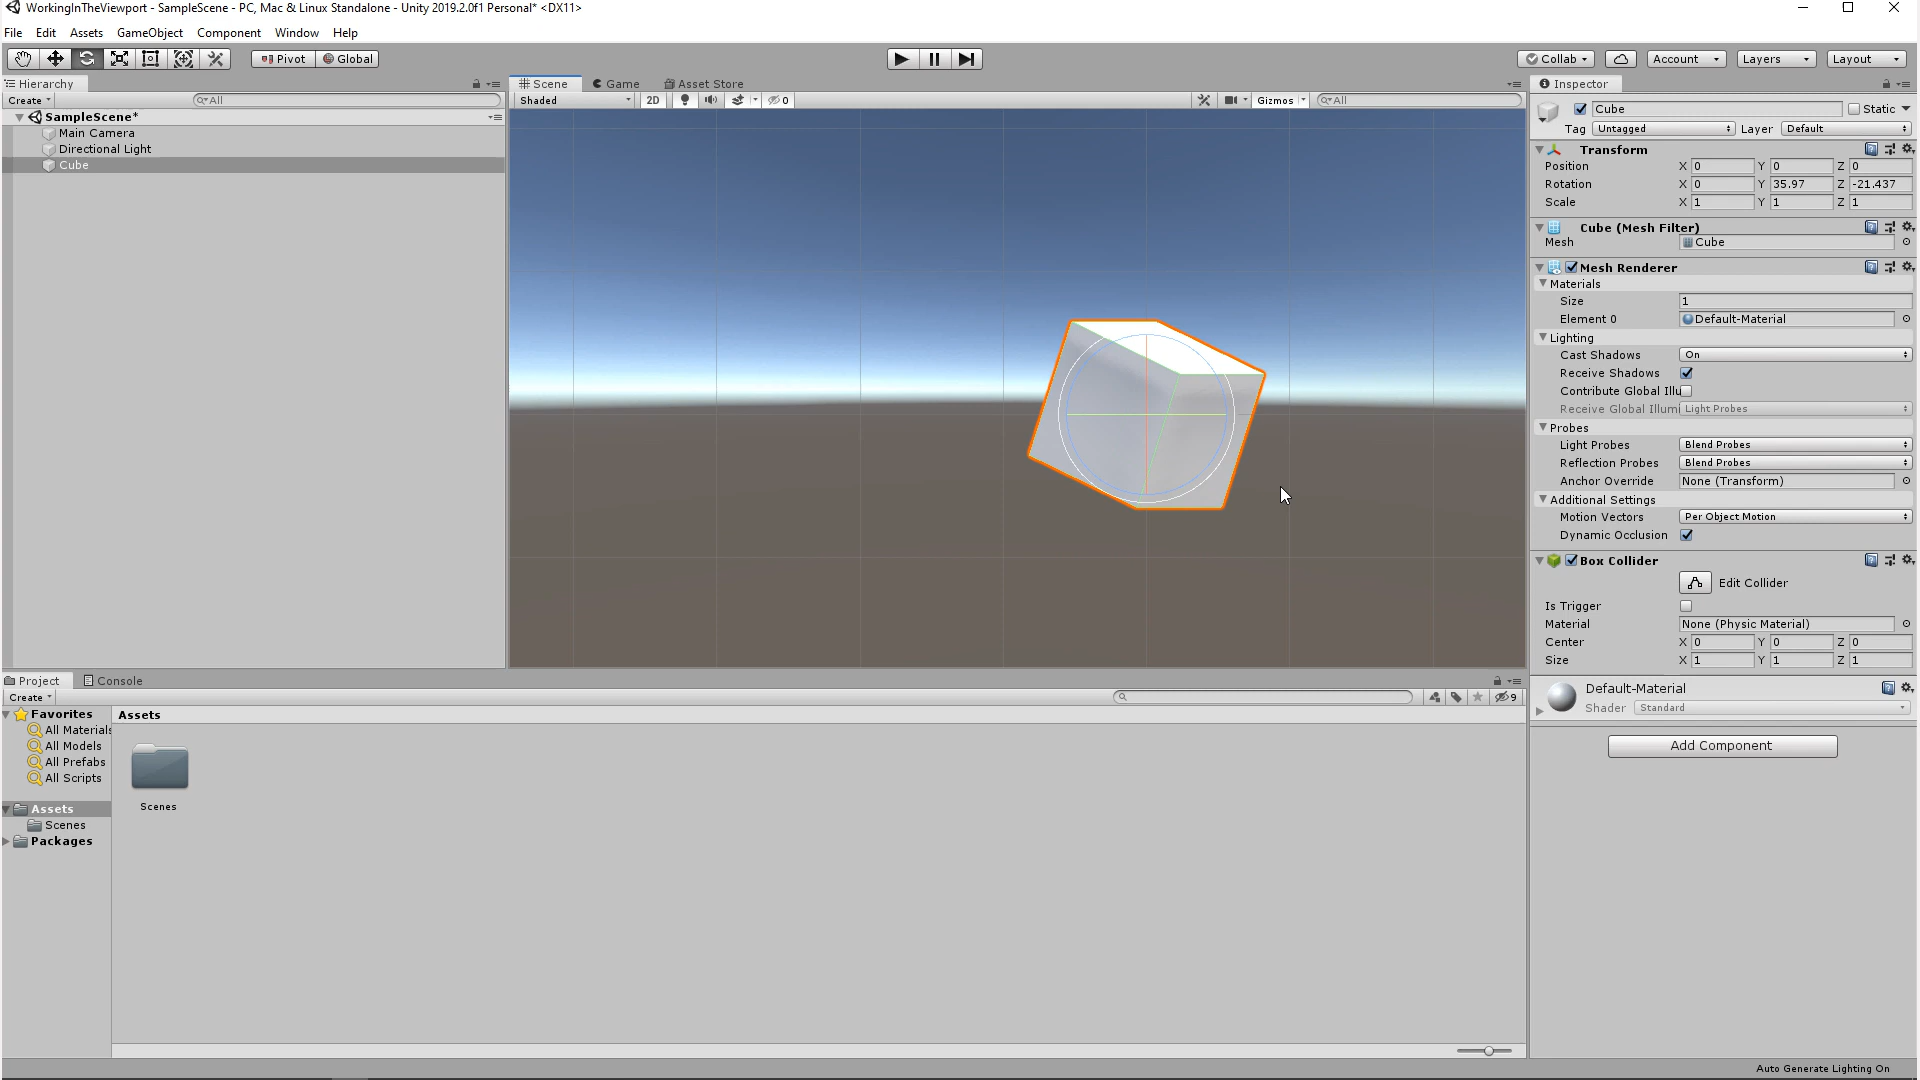 WorkingInTheViewport - SampleScene - PC, Mac & Linux Standalone - Unity 2019.2.0f1 Personal* <DX11>
File Edit Assets GameObject Component Window Help
Pivot Global Collab Account Layers Layout
Hierarchy
Create All
SampleScene*
Main Camera
Directional Light
Cube
Scene Game Asset Store
Shaded 2D 0 Gizmos All
Inspector
Cube Static
Tag Untagged Layer Default
Transform
Position X 0 Y 0 Z 0
Rotation X 0 Y 35.97 Z -21.437
Scale X 1 Y 1 Z 1
Cube (Mesh Filter)
Mesh Cube
Mesh Renderer
Materials
Size 1
Element 0 Default-Material
Lighting
Cast Shadows On
Receive Shadows
Contribute Global Illu
Receive Global Illumi Light Probes
Probes
Light Probes Blend Probes
Reflection Probes Blend Probes
Anchor Override None (Transform)
Additional Settings
Motion Vectors Per Object Motion
Dynamic Occlusion
Box Collider
Edit Collider
Is Trigger
Material None (Physic Material)
Center X 0 Y 0 Z 0
Size X 1 Y 1 Z 1
Default-Material
Shader Standard
Add Component
Project Console
Create 9
Favorites
All Materials
All Models
All Prefabs
All Scripts
Assets
Scenes
Packages
Assets
Scenes
Auto Generate Lighting On